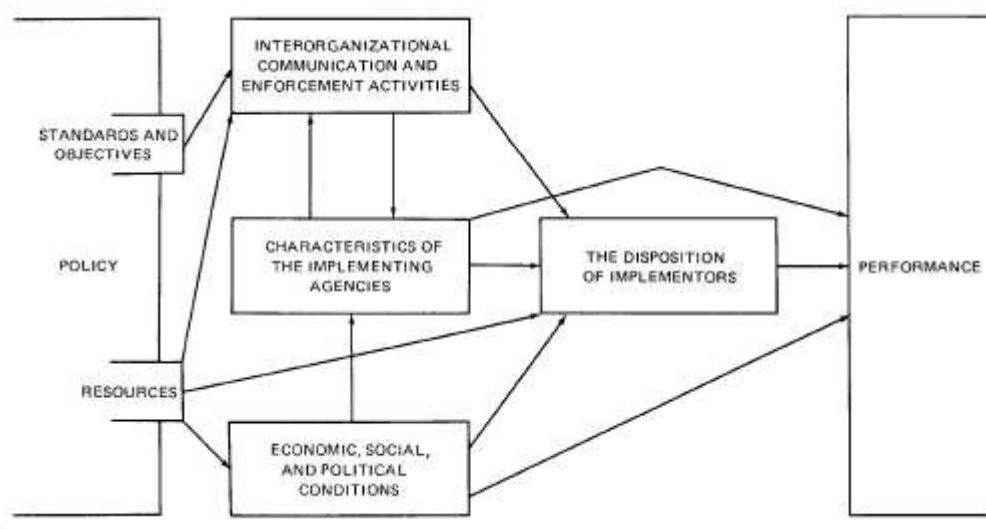 INTERORGANIZATIONAL
COMMUNICATION AND
ENFORCEMENT ACTIVITIES
STANDARDS AND
OBJECTIVES
POLICY
CHARACTERISTICS OF
THE IMPLEMENTING
AGENCIES
THE DISPOSITION
OF IMPLEMENTORS
PERFORMANCE
RESOURCES
ECONOMIC, SOCIAL,
AND POLITICAL
CONDITIONS